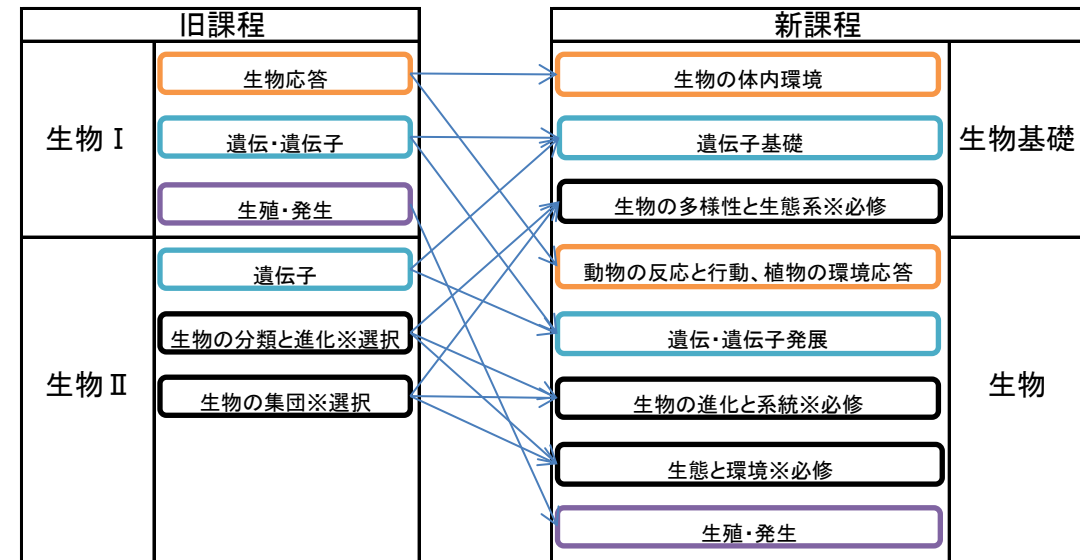 旧課程
生物Ⅰ
生物応答
遺伝・遺伝子
生殖・発生
生物Ⅱ
遺伝子
生物の分類と進化※選択
生物の集団※選択
新課程
生物の体内環境
遺伝子基礎
生物の多様性と生態系※必修
生物基礎
動物の反応と行動、植物の環境応答
遺伝・遺伝子発展
生物の進化と系統※必修
生態と環境※必修
生殖・発生
生物